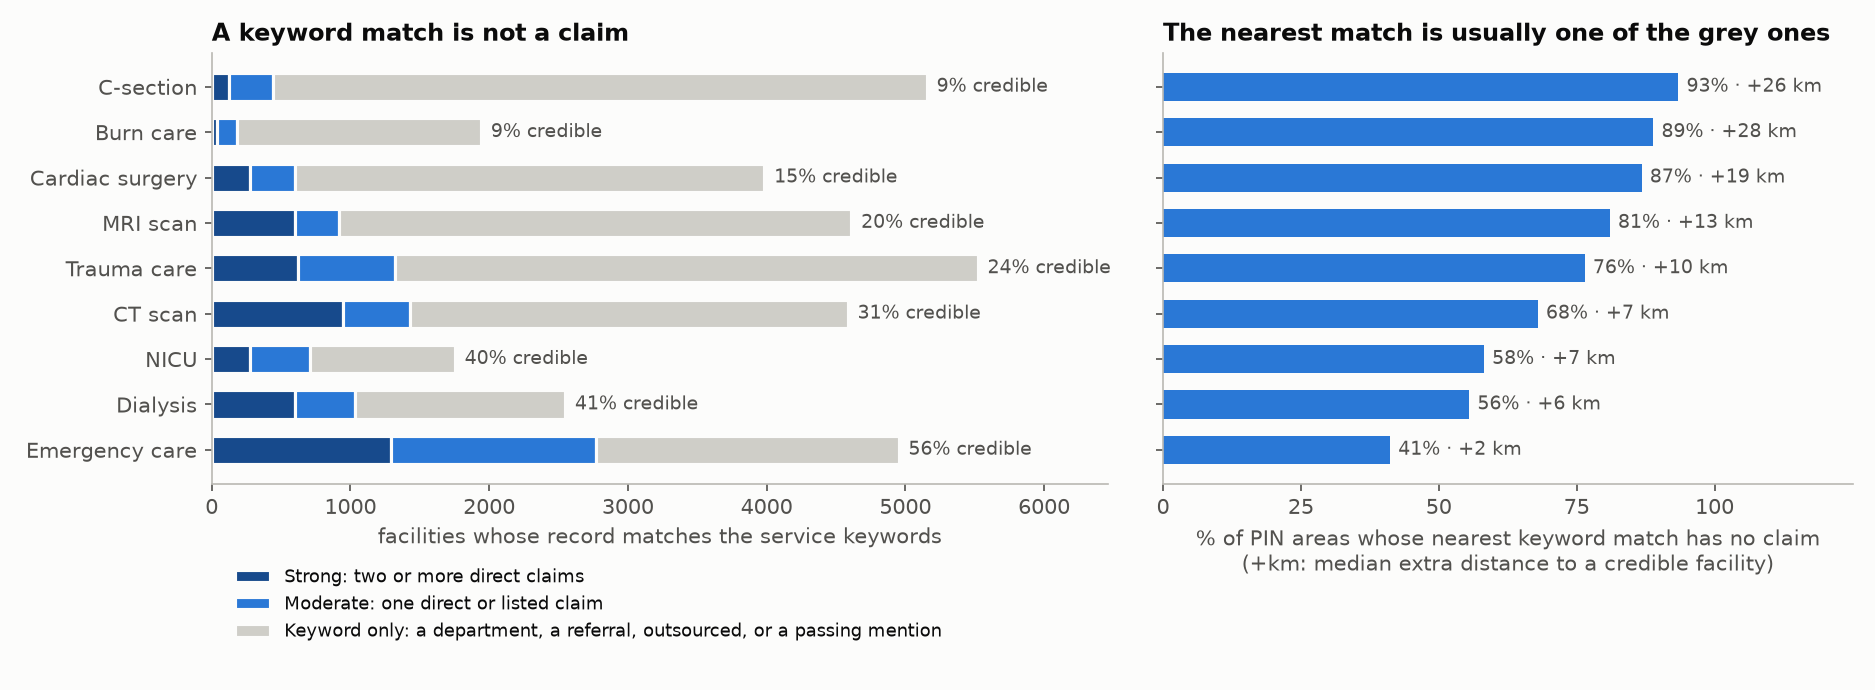 A keyword match is not a claim
C-section
9% credible
Burn care
9% credible
Cardiac surgery
15% credible
MRI scan
20% credible
Trauma care
24% credible
CT scan
31% credible
NICU
40% credible
Dialysis
41% credible
Emergency care
56% credible
0 1000 2000 3000 4000 5000 6000
facilities whose record matches the service keywords
Strong: two or more direct claims
Moderate: one direct or listed claim
Keyword only: a department, a referral, outsourced, or a passing mention
The nearest match is usually one of the grey ones
93% · +26 km
89% · +28 km
87% · +19 km
81% · +13 km
76% · +10 km
68% · +7 km
58% · +7 km
56% · +6 km
41% · +2 km
0 25 50 75 100
% of PIN areas whose nearest keyword match has no claim
(+km: median extra distance to a credible facility)